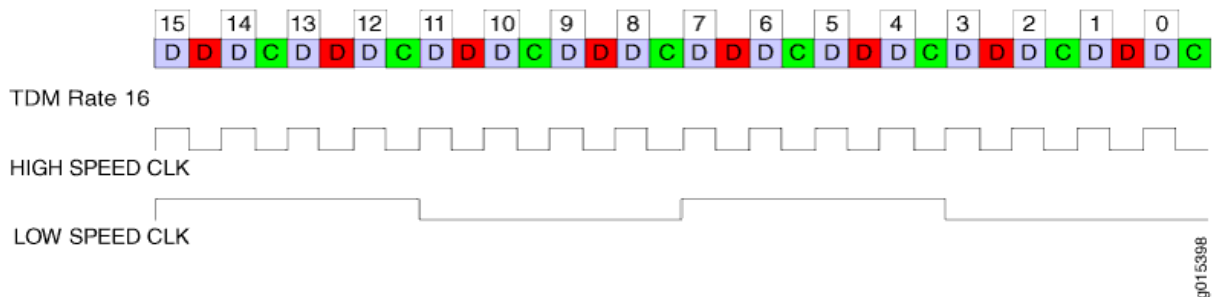 15 14 13 12 11 10 9 8 7 6 5 4 3 2 1 0
D D D C D D D C D D D C D D D C D D D C D D D C D D D C D D D C
TDM Rate 16
HIGH SPEED CLK
LOW SPEED CLK
g015398